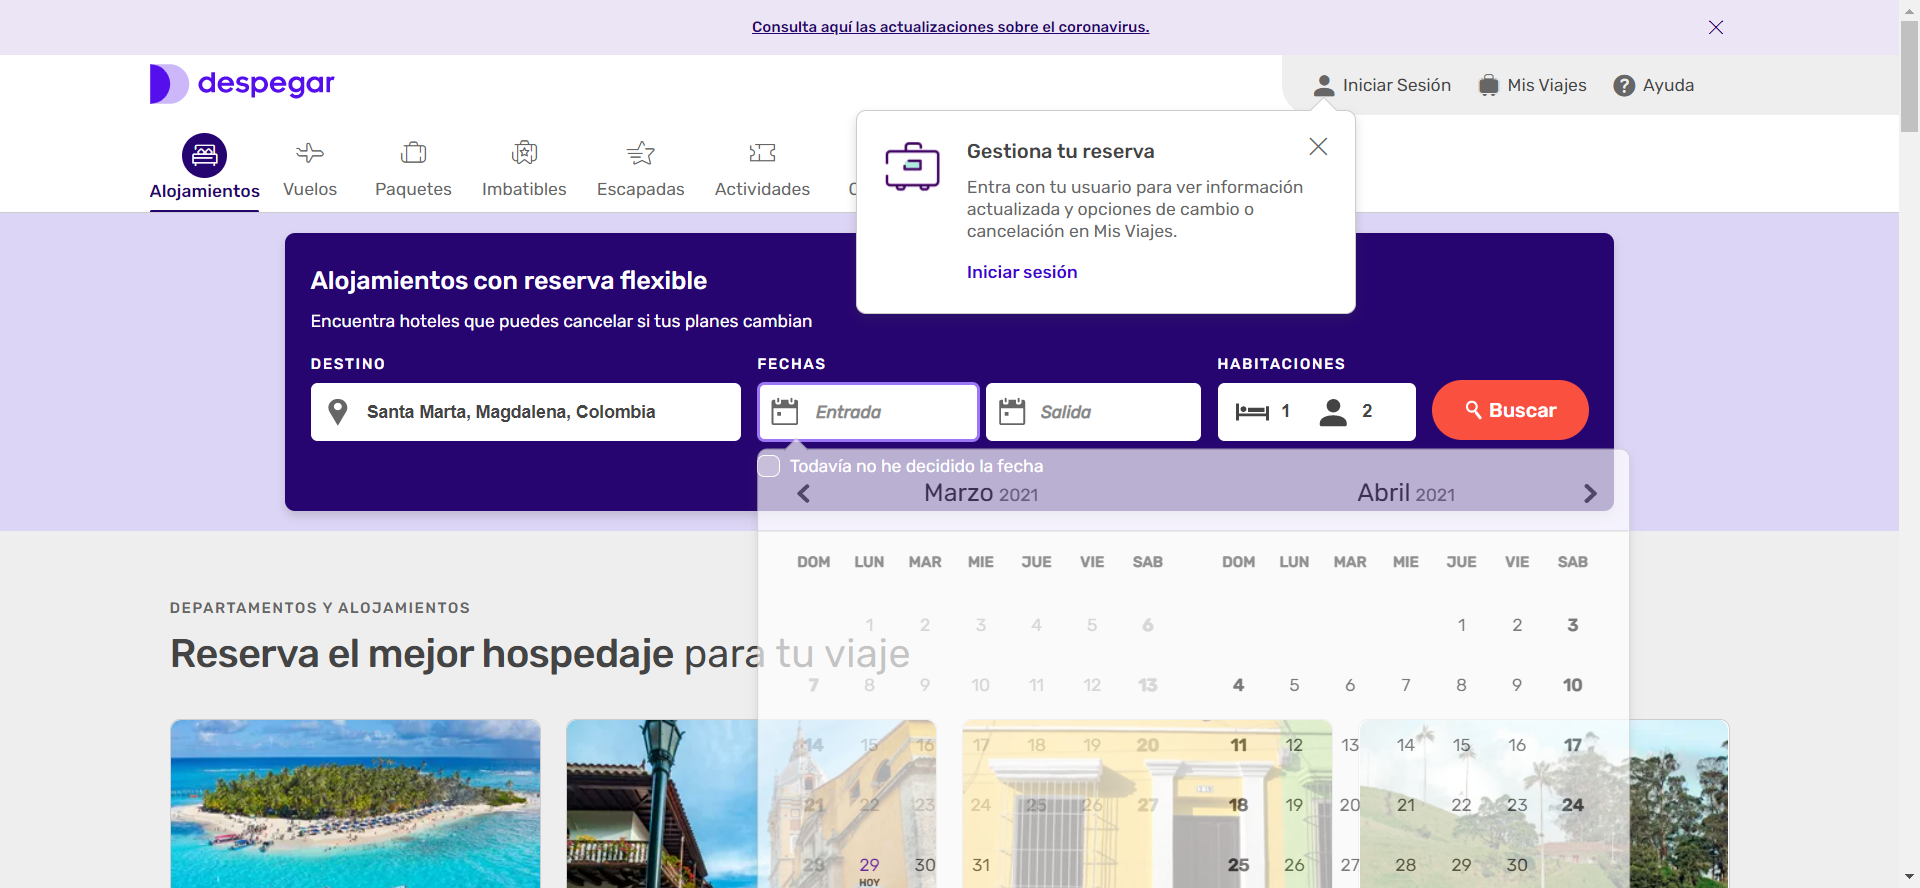 Consulta aquí las actualizaciones sobre el coronavirus.
despegar
Iniciar Sesión
Mis Viajes
? Ayuda
Alojamientos
Vuelos
Paquetes
Imbatibles
Escapadas
Actividades
Gestiona tu reserva
Entra con tu usuario para ver información
actualizada y opciones de cambio o
cancelación en Mis Viajes.
Iniciar sesión
Alojamientos con reserva flexible
Encuentra hoteles que puedes cancelar si tus planes cambian
DESTINO
FECHAS
HABITACIONES
Santa Marta, Magdalena, Colombia
Entrada
Salida
1
2
Buscar
Todavía no he decidido la fecha
Marzo 2021
Abril 2021
DOM LUN MAR MIE JUE VIE SAB
DOM LUN MAR MIE JUE VIE SAB
1 2 3 4 5 6
1 2 3
7 8 9 10 11 12 13
4 5 6 7 8 9 10
14 15 16 17 18 19 20
11 12 13 14 15 16 17
21 22 23 24 25 26 27
18 19 20 21 22 23 24
28 29 30 31
25 26 27 28 29 30
HOY
DEPARTAMENTOS Y ALOJAMIENTOS
Reserva el mejor hospedaje para tu viaje